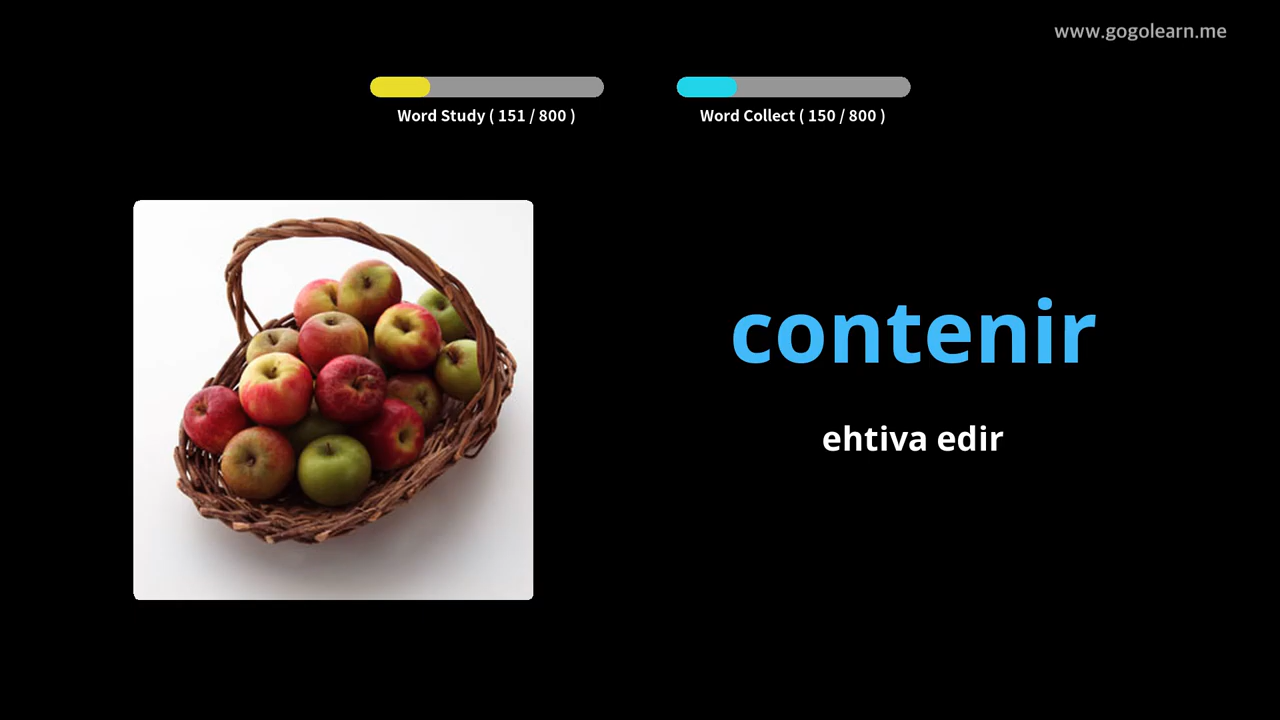 www.gogolearn.me
Word Study ( 151 / 800 )
Word Collect ( 150 / 800 )
contenir
ehtiva edir